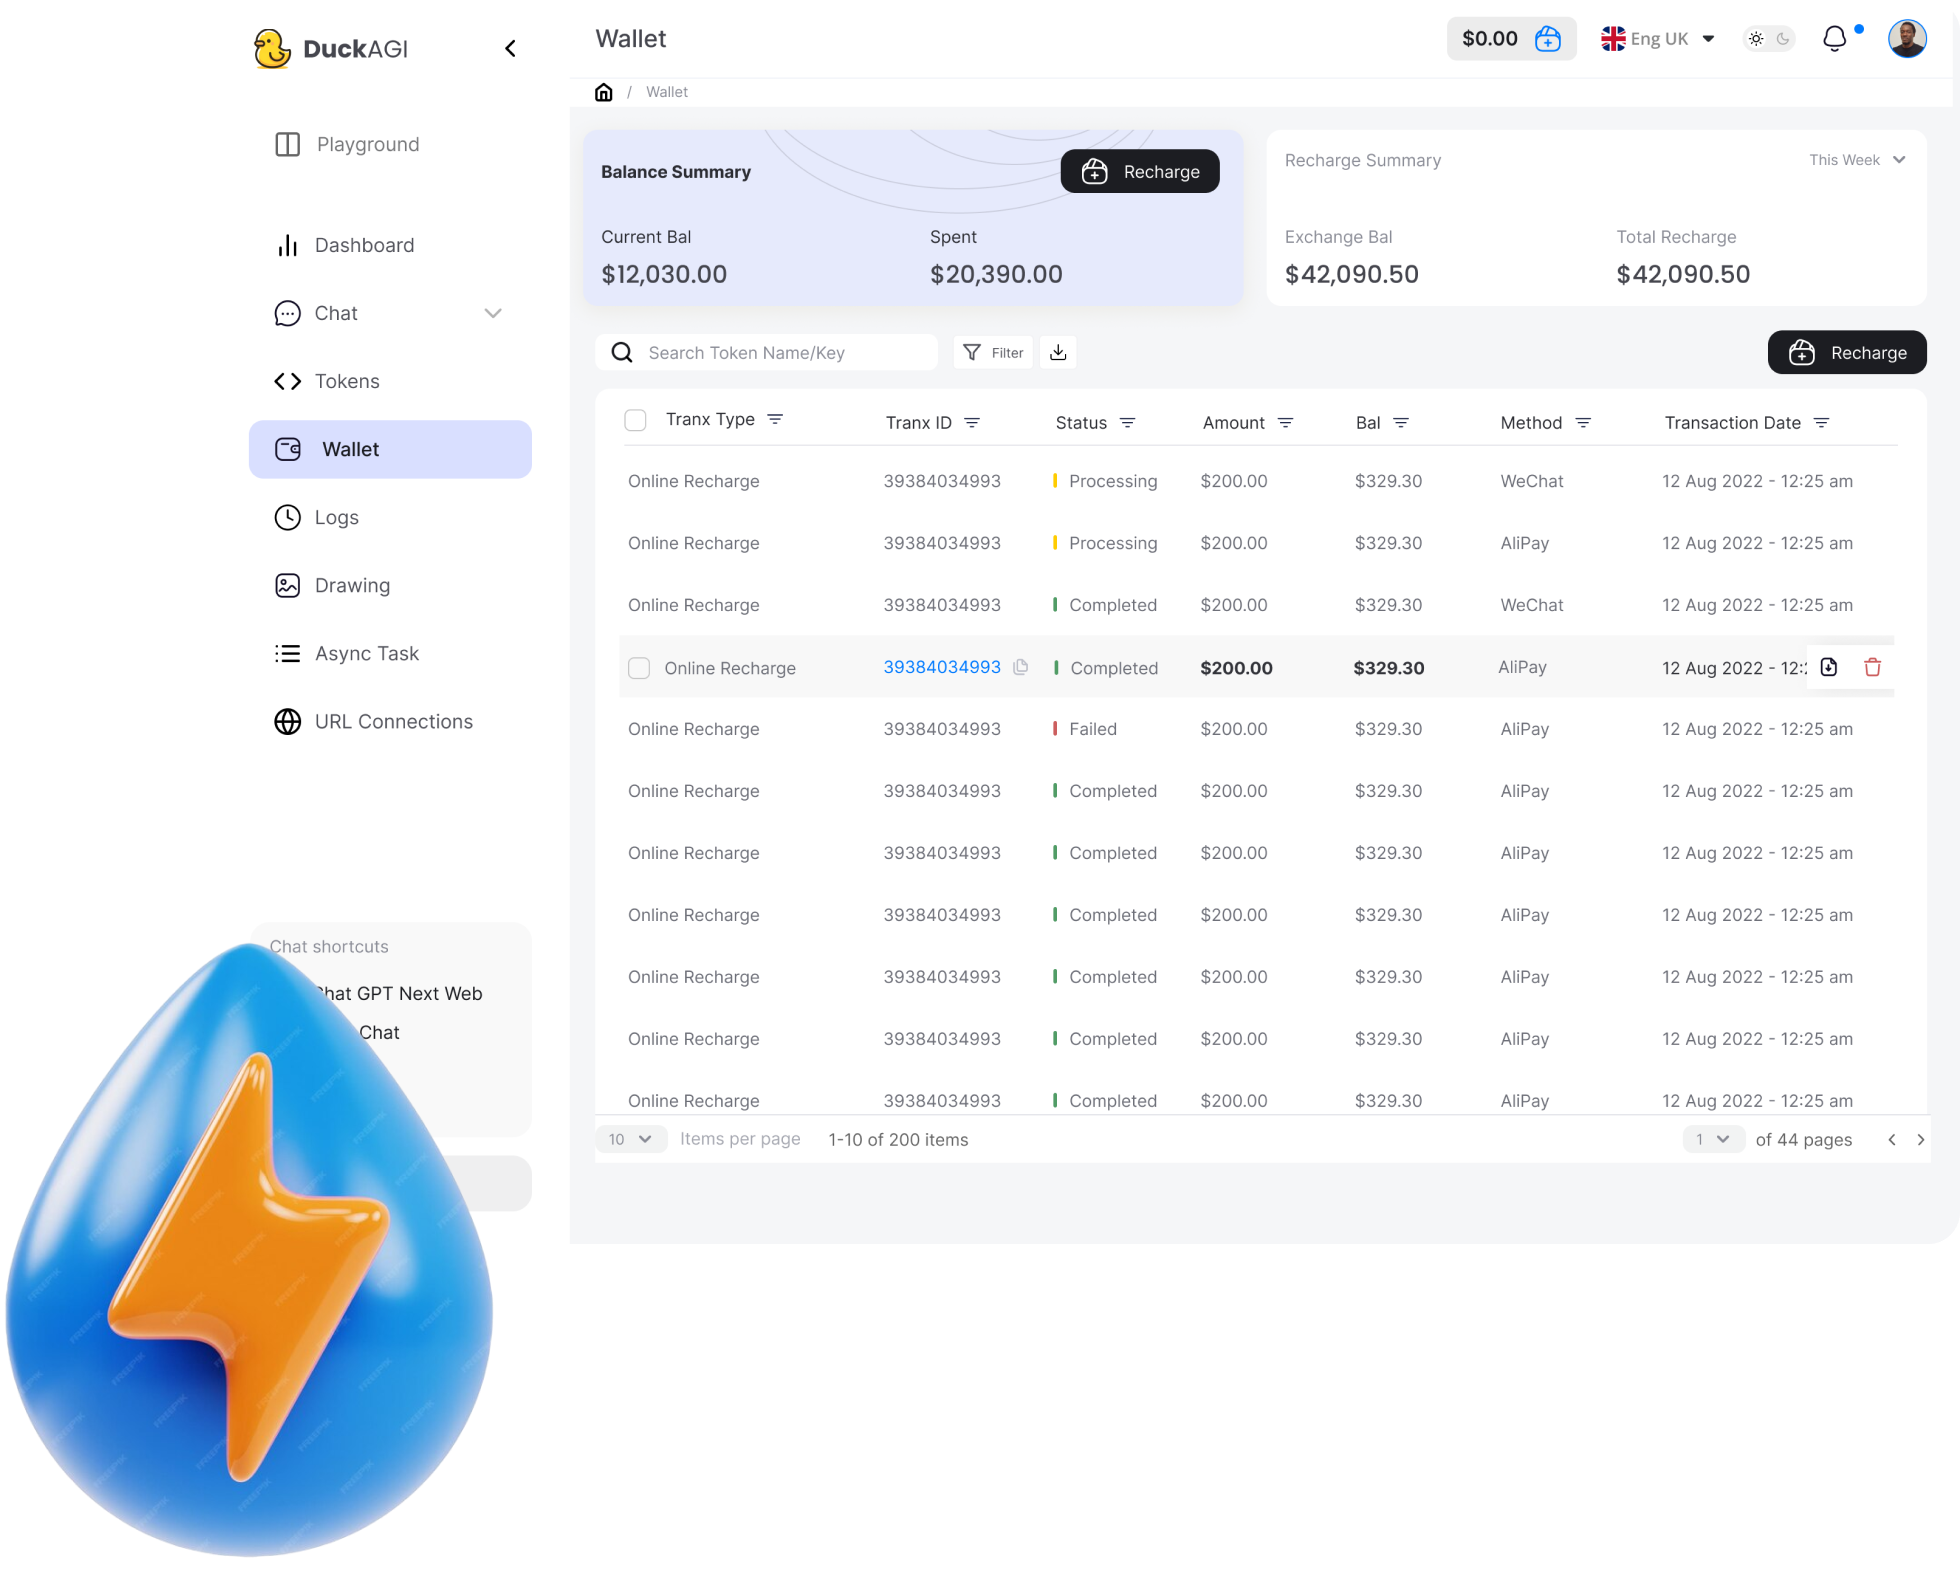 DuckAGI
Playground
Dashboard
Chat
Tokens
Wallet
Logs
Drawing
Async Task
URL Connections
Chat shortcuts
Chat GPT Next Web
Chat
Wallet
$0.00
Eng UK
/ Wallet
Balance Summary
Recharge
Current Bal
Spent
$12,030.00
$20,390.00
Recharge Summary
This Week
Exchange Bal
Total Recharge
$42,090.50
$42,090.50
Search Token Name/Key
Filter
Recharge
Tranx Type Tranx ID Status Amount Bal Method Transaction Date
Online Recharge 39384034993 Processing $200.00 $329.30 WeChat 12 Aug 2022 - 12:25 am
Online Recharge 39384034993 Processing $200.00 $329.30 AliPay 12 Aug 2022 - 12:25 am
Online Recharge 39384034993 Completed $200.00 $329.30 WeChat 12 Aug 2022 - 12:25 am
Online Recharge 39384034993 Completed $200.00 $329.30 AliPay 12 Aug 2022 - 12:2
Online Recharge 39384034993 Failed $200.00 $329.30 AliPay 12 Aug 2022 - 12:25 am
Online Recharge 39384034993 Completed $200.00 $329.30 AliPay 12 Aug 2022 - 12:25 am
Online Recharge 39384034993 Completed $200.00 $329.30 AliPay 12 Aug 2022 - 12:25 am
Online Recharge 39384034993 Completed $200.00 $329.30 AliPay 12 Aug 2022 - 12:25 am
Online Recharge 39384034993 Completed $200.00 $329.30 AliPay 12 Aug 2022 - 12:25 am
Online Recharge 39384034993 Completed $200.00 $329.30 AliPay 12 Aug 2022 - 12:25 am
Online Recharge 39384034993 Completed $200.00 $329.30 AliPay 12 Aug 2022 - 12:25 am
10 Items per page 1-10 of 200 items
1 of 44 pages